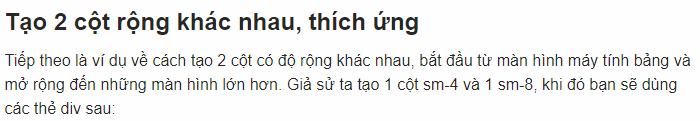 Tạo 2 cột rộng khác nhau, thích ứng
Tiếp theo là ví dụ về cách tạo 2 cột có độ rộng khác nhau, bắt đầu từ màn hình máy tính bảng và
mở rộng đến những màn hình lớn hơn. Giả sử ta tạo 1 cột sm-4 và 1 sm-8, khi đó bạn sẽ dùng
các thẻ div sau: